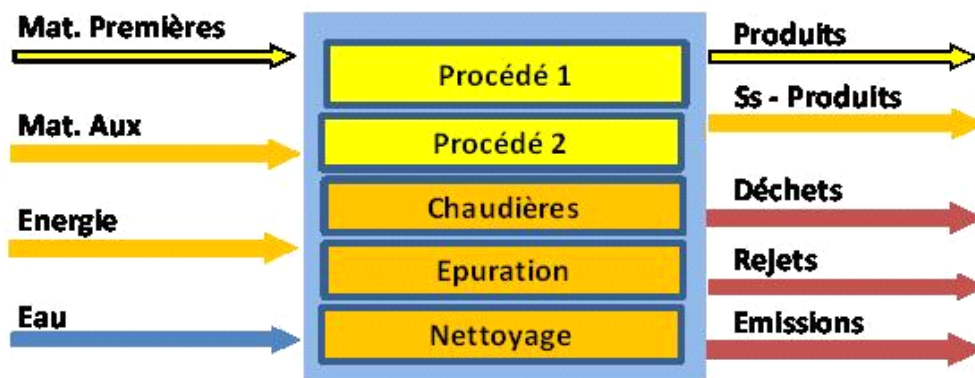 Mat. Premières
Mat. Aux
Energie
Eau
Procédé 1
Procédé 2
Chaudières
Epuration
Nettoyage
Produits
Ss - Produits
Déchets
Rejets
Emissions